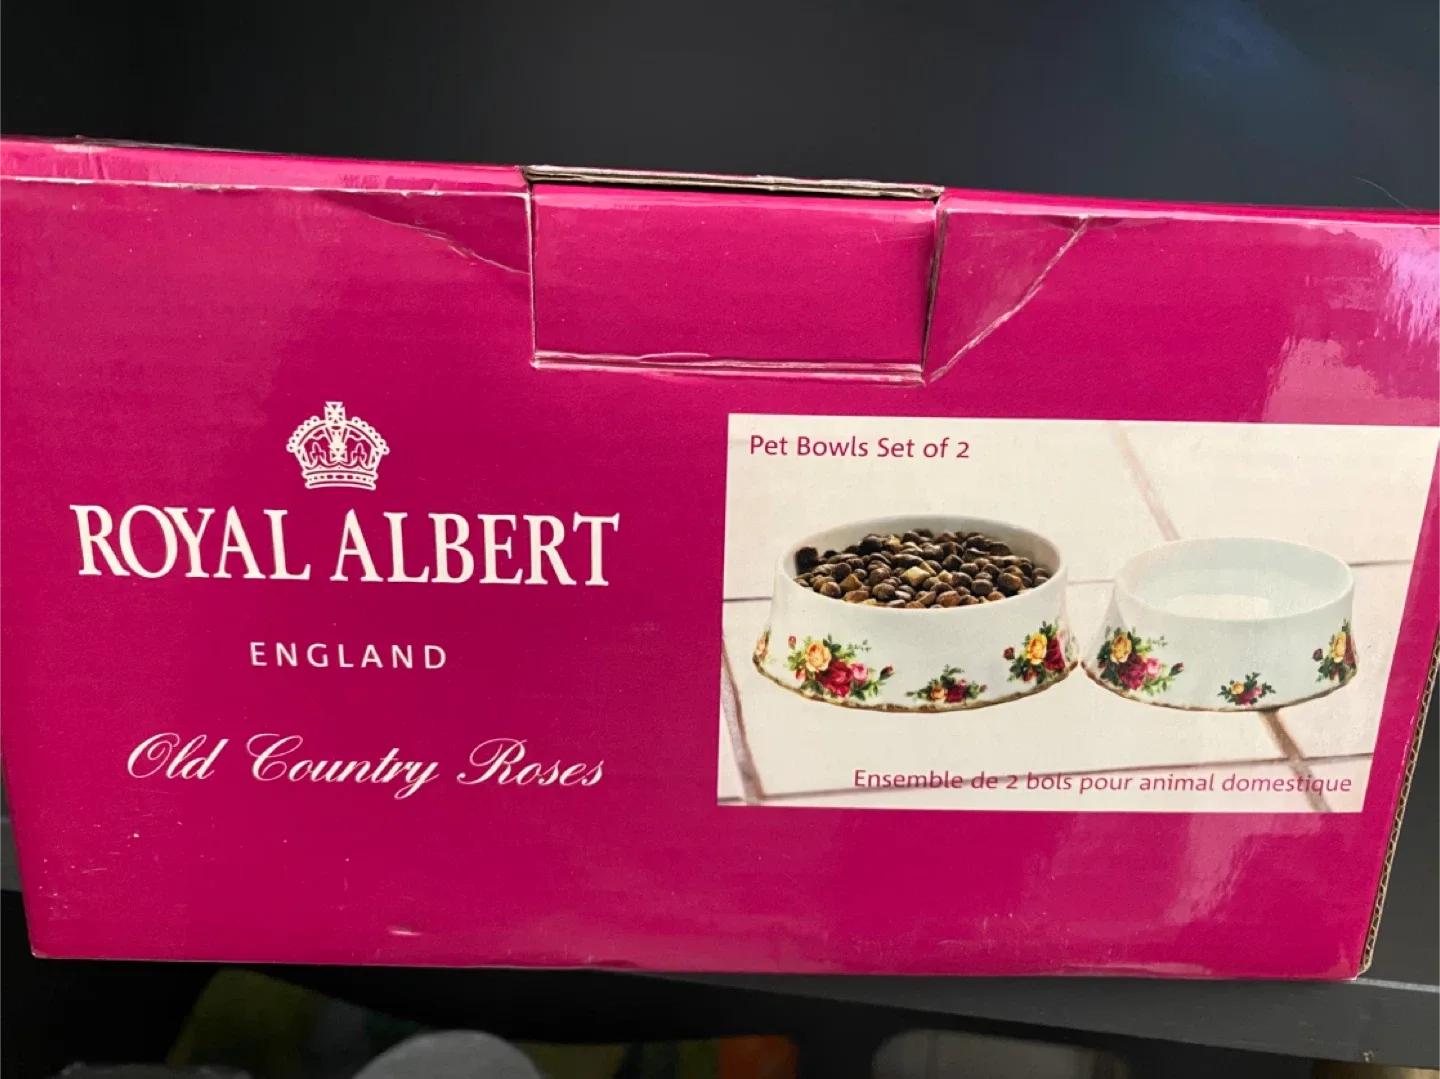 ROYAL ALBERT
ENGLAND
Old Country Roses
Pet Bowls Set of 2
Ensemble de 2 bols pour animal domestique